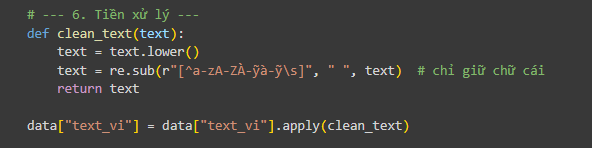 # --- 6. Tiền xử lý ---
def clean_text(text):
    text = text.lower()
    text = re.sub(r"[^a-zA-ZÀ-ỹà-ỹ\s]", " ", text)  # chỉ giữ chữ cái
    return text
data["text_vi"] = data["text_vi"].apply(clean_text)